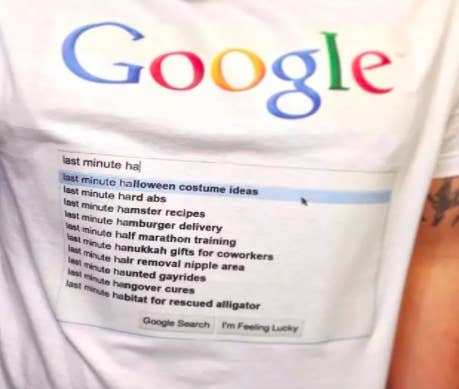 Google
last minute ha
last minute halloween costume ideas
last minute hard abs
last minute hamster recipes
last minute hamburger delivery
last minute half marathon training
last minute hanukkah gifts for coworkers
last minute hair removal nipple area
last minute haunted gayrides
last minute hangover cures
last minute habitat for rescued alligator
Google Search I'm Feeling Lucky